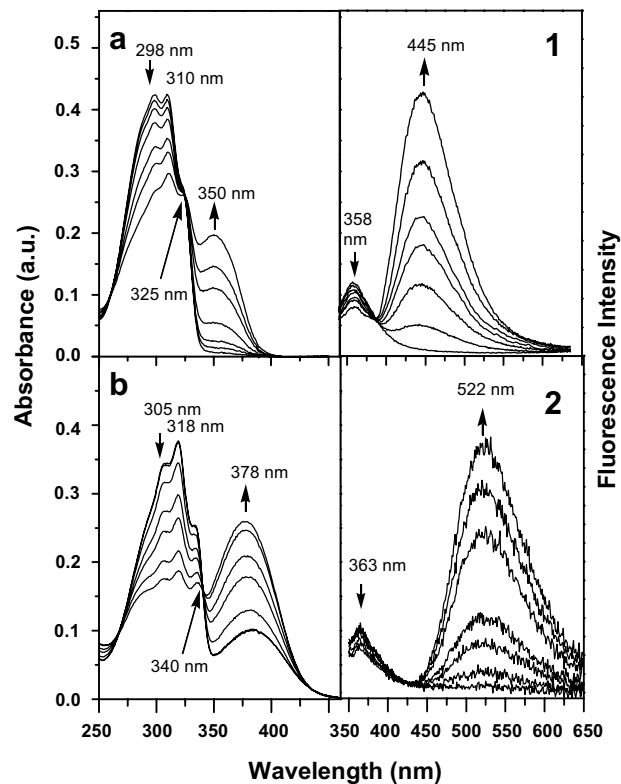 a
298 nm
310 nm
350 nm
325 nm
0.5
0.4
0.3
0.2
0.1
0.0
1
445 nm
358
nm
b
305 nm
318 nm
378 nm
340 nm
0.4
0.3
0.2
0.1
0.0
2
522 nm
363 nm
250 300 350 400
350 400 450 500 550 600 650
Absorbance (a.u.)
Fluorescence Intensity
Wavelength (nm)